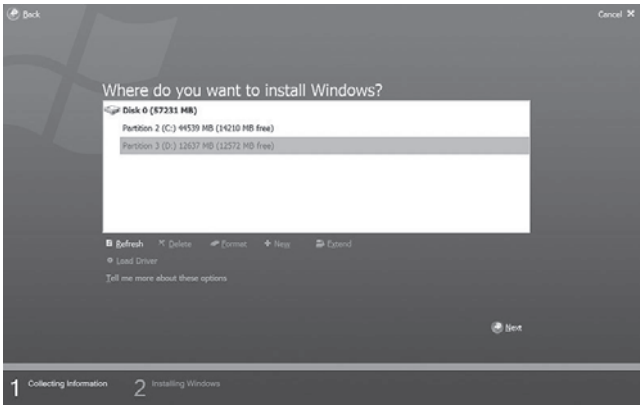 Back
Cancel
Where do you want to install Windows?
Disk 0 (57231 MB)
Partition 2 (C:) 44539 MB (14210 MB free)
Partition 3 (D:) 12637 MB (12572 MB free)
Refresh Delete Format New Extend
Load Driver
Tell me more about these options
Next
1 Collecting Information 2 Installing Windows